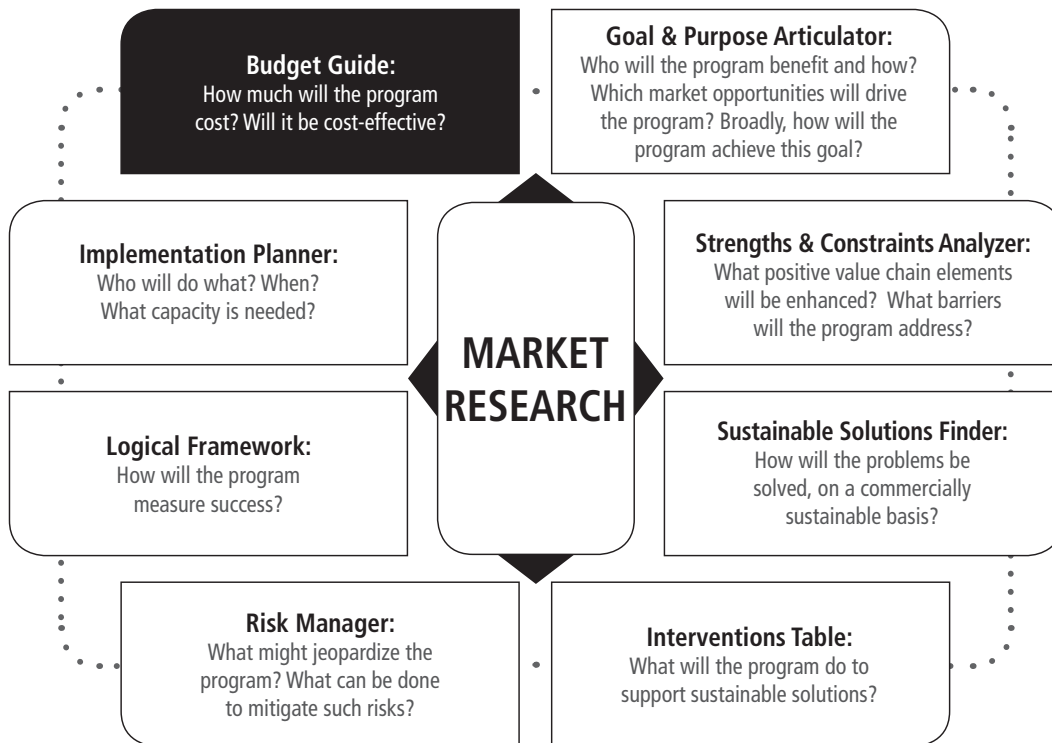 Budget Guide:
How much will the program
cost? Will it be cost-effective?
Goal & Purpose Articulator:
Who will the program benefit and how?
Which market opportunities will drive
the program? Broadly, how will the
program achieve this goal?
Implementation Planner:
Who will do what? When?
What capacity is needed?
Strengths & Constraints Analyzer:
What positive value chain elements
will be enhanced? What barriers
will the program address?
MARKET
RESEARCH
Logical Framework:
How will the program
measure success?
Sustainable Solutions Finder:
How will the problems be
solved, on a commercially
sustainable basis?
Risk Manager:
What might jeopardize the
program? What can be done
to mitigate such risks?
Interventions Table:
What will the program do to
support sustainable solutions?